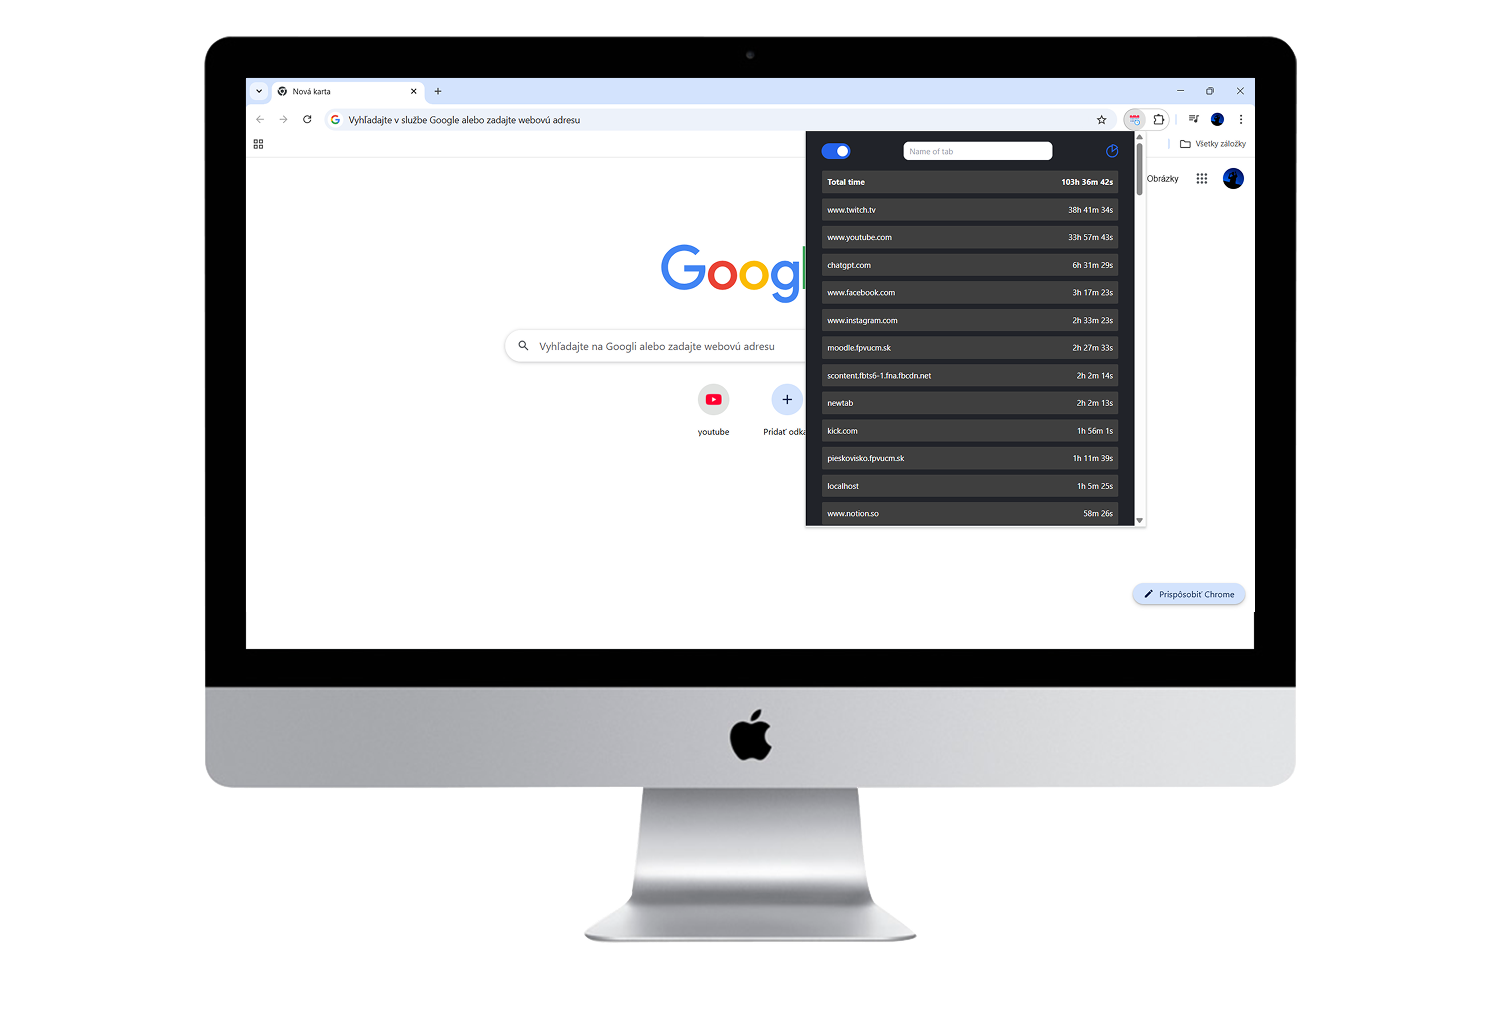 Nová karta
Vyhľadajte v službe Google alebo zadajte webovú adresu
Všetky záložky
Name of tab
Obrázky
Total time 103h 36m 42s
www.twitch.tv 38h 41m 34s
www.youtube.com 33h 57m 43s
chatgpt.com 6h 31m 29s
www.facebook.com 3h 17m 23s
www.instagram.com 2h 33m 23s
moodle.fpvucm.sk 2h 27m 33s
scontent.fbts6-1.fna.fbcdn.net 2h 2m 14s
newtab 2h 2m 13s
kick.com 1h 56m 1s
pieskovisko.fpvucm.sk 1h 11m 39s
localhost 1h 5m 25s
www.notion.so 58m 26s
Googl
Vyhľadajte na Googli alebo zadajte webovú adresu
youtube
Pridať odka
Prispôsobiť Chrome